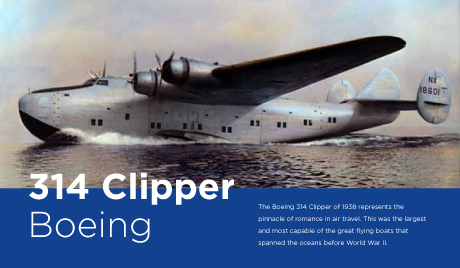 NX
18601
314 Clipper
Boeing
The Boeing 314 Clipper of 1938 represents the
pinnacle of romance in air travel. This was the largest
and most capable of the great flying boats that
spanned the oceans before World War II.